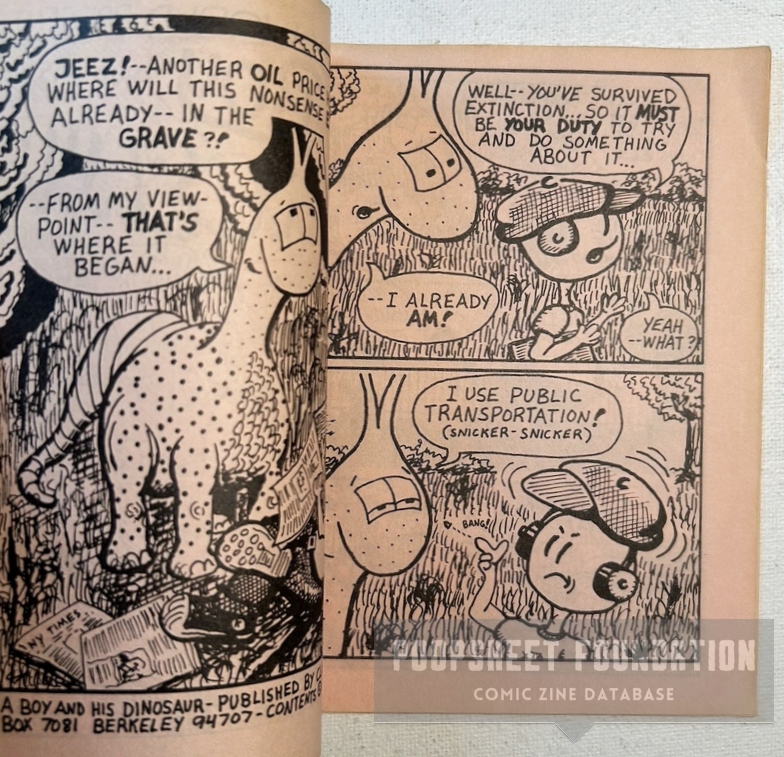 JEEZ!--ANOTHER OIL PRICE
WHERE WILL THIS NONSENSE
ALREADY-- IN THE
GRAVE?!
--FROM MY VIEW-
POINT-- THAT'S
WHERE IT
BEGAN...
NY TIMES
A BOY AND HIS DINOSAUR-PUBLISHED BY
BOX 7081 BERKELEY 94707-CONTENTS
WELL--YOU'VE SURVIVED
EXTINCTION...SO IT MUST
BE YOUR DUTY TO TRY
AND DO SOMETHING
ABOUT IT...
--I ALREADY
AM!
YEAH
--WHAT?
I USE PUBLIC
TRANSPORTATION!
(SNICKER-SNICKER)
BANG!
POOPSHEET FOUNDATION
COMIC ZINE DATABASE